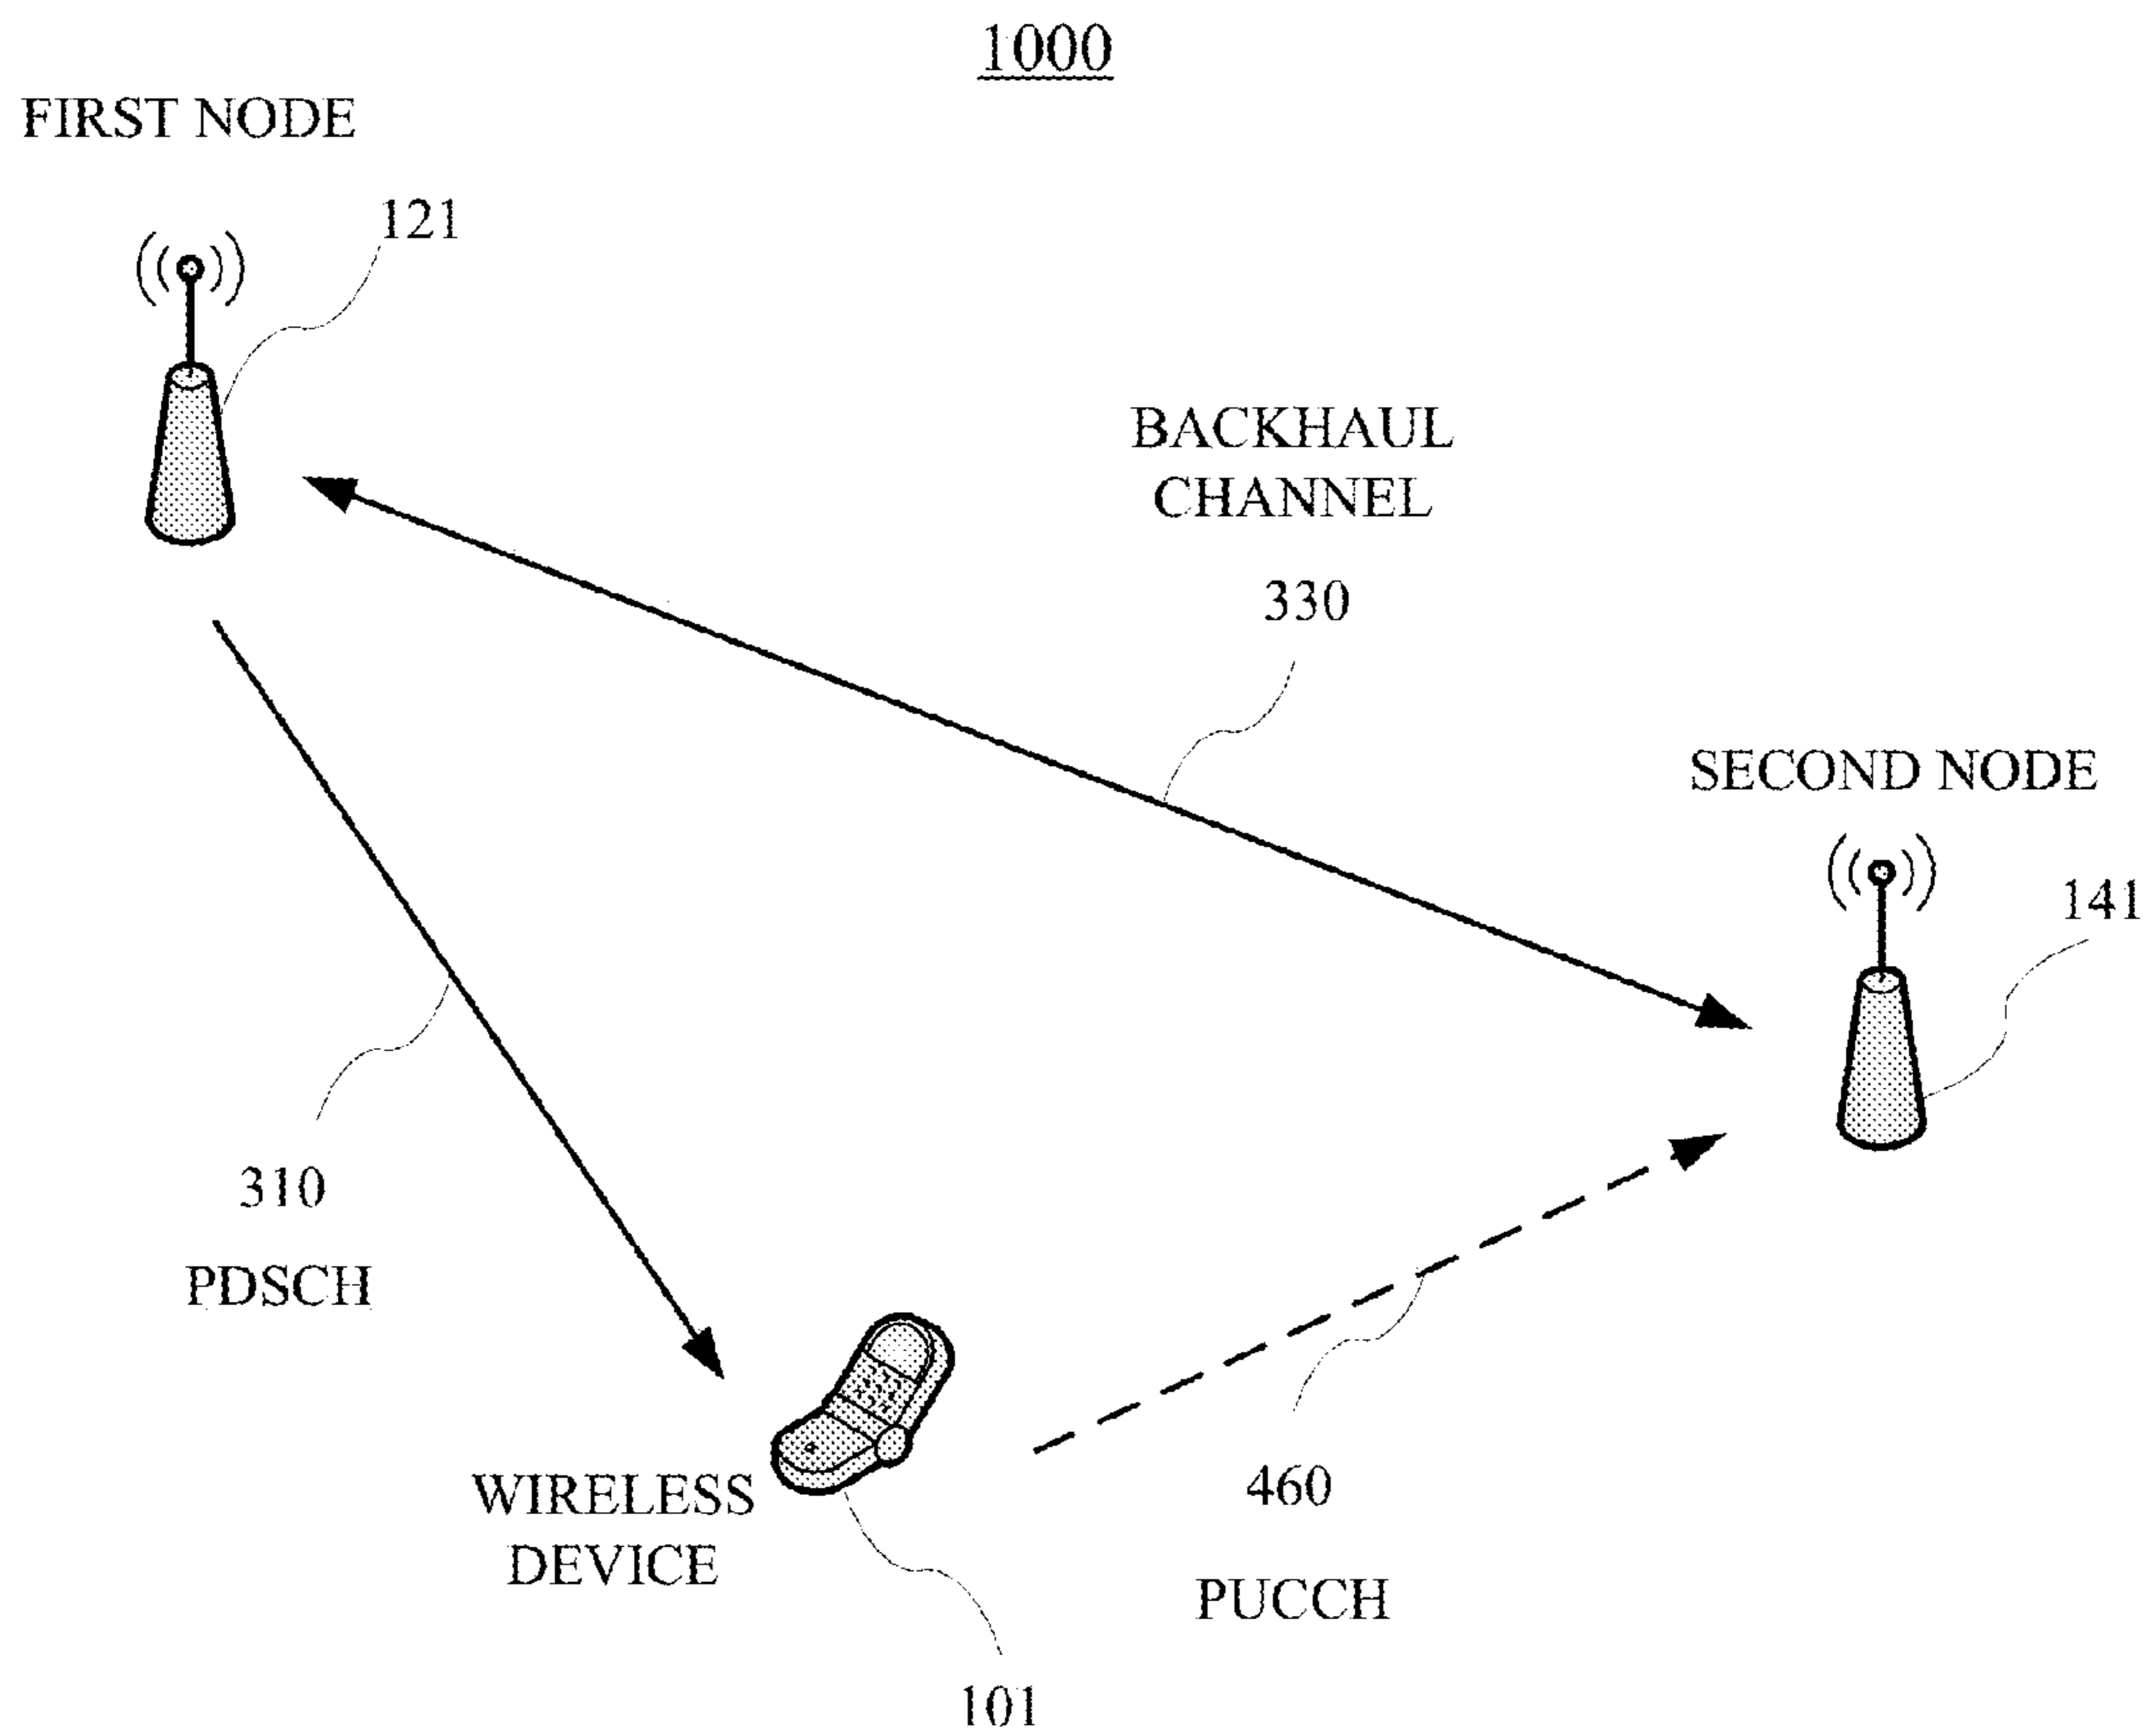 1000
FIRST NODE
121
BACKHAUL
CHANNEL
330
SECOND NODE
141
310
PDSCH
WIRELESS
DEVICE
460
PUCCH
101